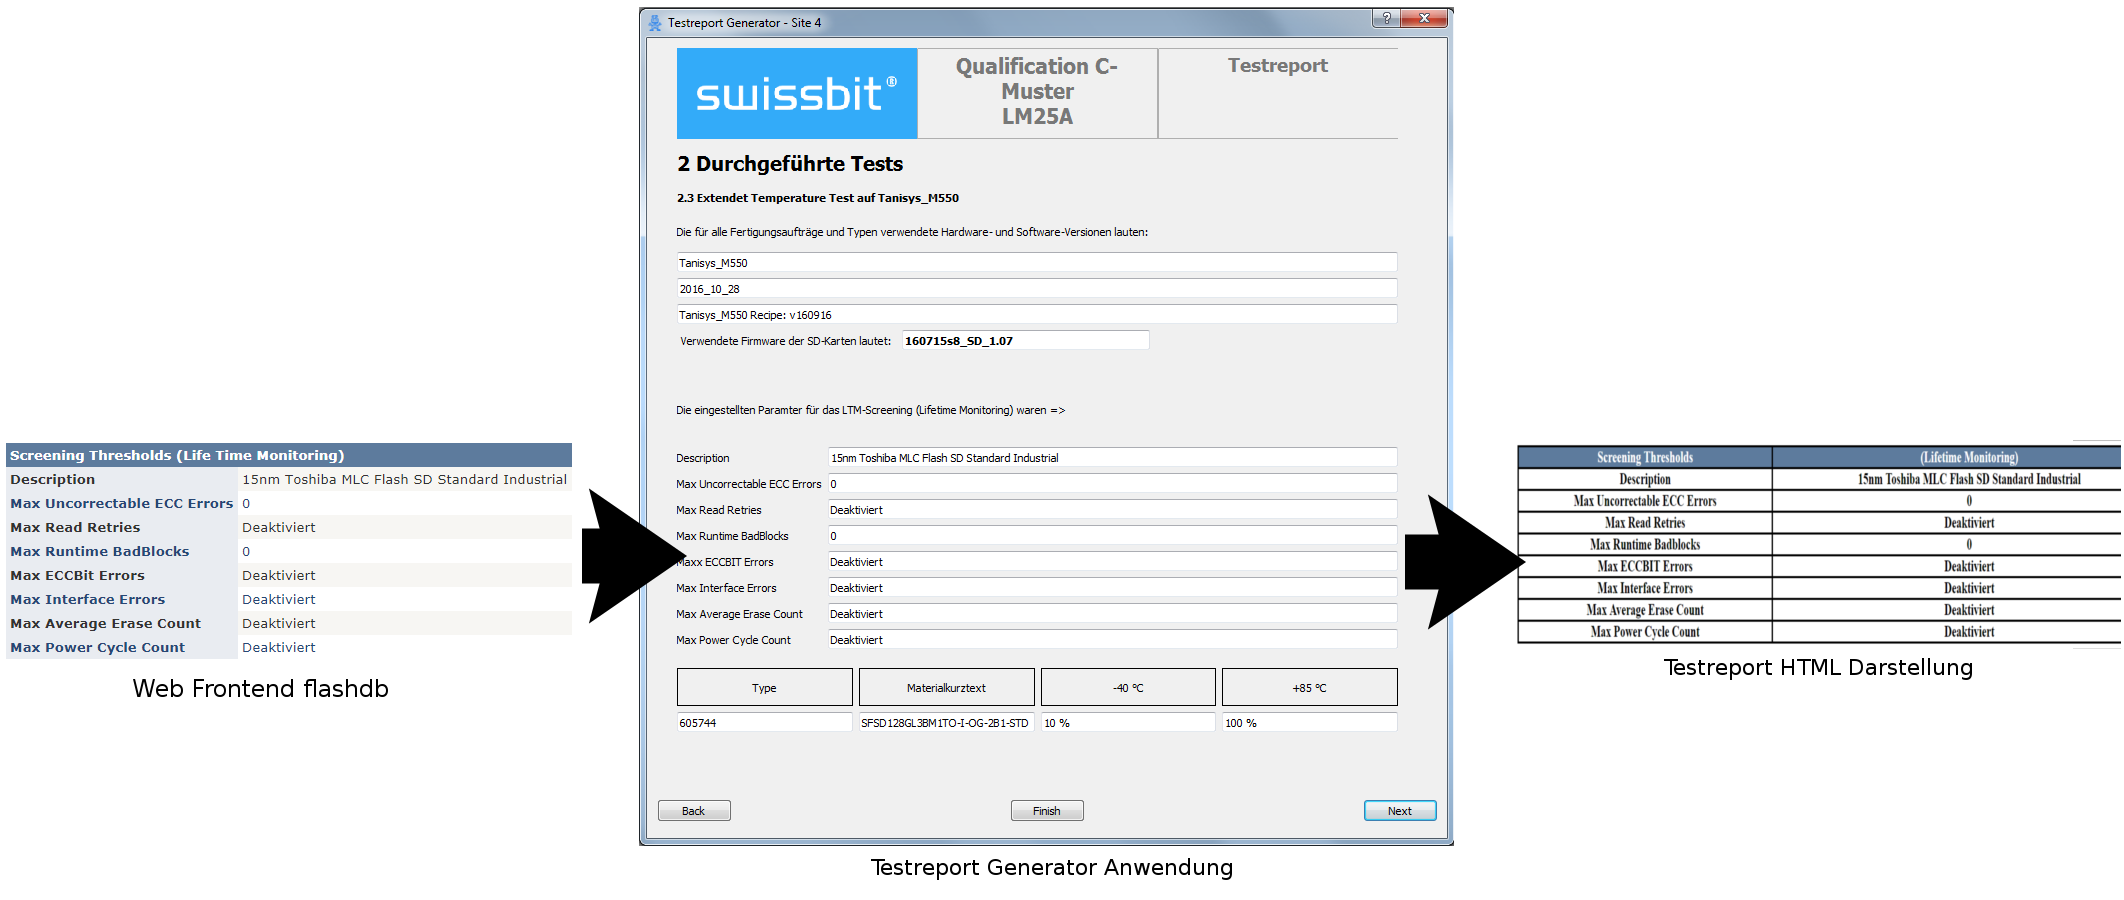 Screening Thresholds (Life Time Monitoring)
Description 15nm Toshiba MLC Flash SD Standard Industrial
Max Uncorrectable ECC Errors 0
Max Read Retries Deaktiviert
Max Runtime BadBlocks 0
Max ECCBit Errors Deaktiviert
Max Interface Errors Deaktiviert
Max Average Erase Count Deaktiviert
Max Power Cycle Count Deaktiviert
Web Frontend flashdb
Testreport Generator - Site 4
swissbit®
Qualification C-
Muster
LM25A
Testreport
2 Durchgeführte Tests
2.3 Extendet Temperature Test auf Tanisys_M550
Die für alle Fertigungsaufträge und Typen verwendete Hardware- und Software-Versionen lauten:
Tanisys_M550
2016_10_28
Tanisys_M550 Recipe: v160916
Verwendete Firmware der SD-Karten lautet: 160715s8_SD_1.07
Die eingestellten Paramter für das LTM-Screening (Lifetime Monitoring) waren =>
Description 15nm Toshiba MLC Flash SD Standard Industrial
Max Uncorrectable ECC Errors 0
Max Read Retries Deaktiviert
Max Runtime BadBlocks 0
Maxx ECCBIT Errors Deaktiviert
Max Interface Errors Deaktiviert
Max Average Erase Count Deaktiviert
Max Power Cycle Count Deaktiviert
Type Materialkurztext -40 °C +85 °C
605744 SFSD128GL3BM1TO-I-OG-2B1-STD 10 % 100 %
Back Finish Next
Testreport Generator Anwendung
Screening Thresholds (Lifetime Monitoring)
Description 15nm Toshiba MLC Flash SD Standard Industrial
Max Uncorrectable ECC Errors 0
Max Read Retries Deaktiviert
Max Runtime Badblocks 0
Max ECCBIT Errors Deaktiviert
Max Interface Errors Deaktiviert
Max Average Erase Count Deaktiviert
Max Power Cycle Count Deaktiviert
Testreport HTML Darstellung